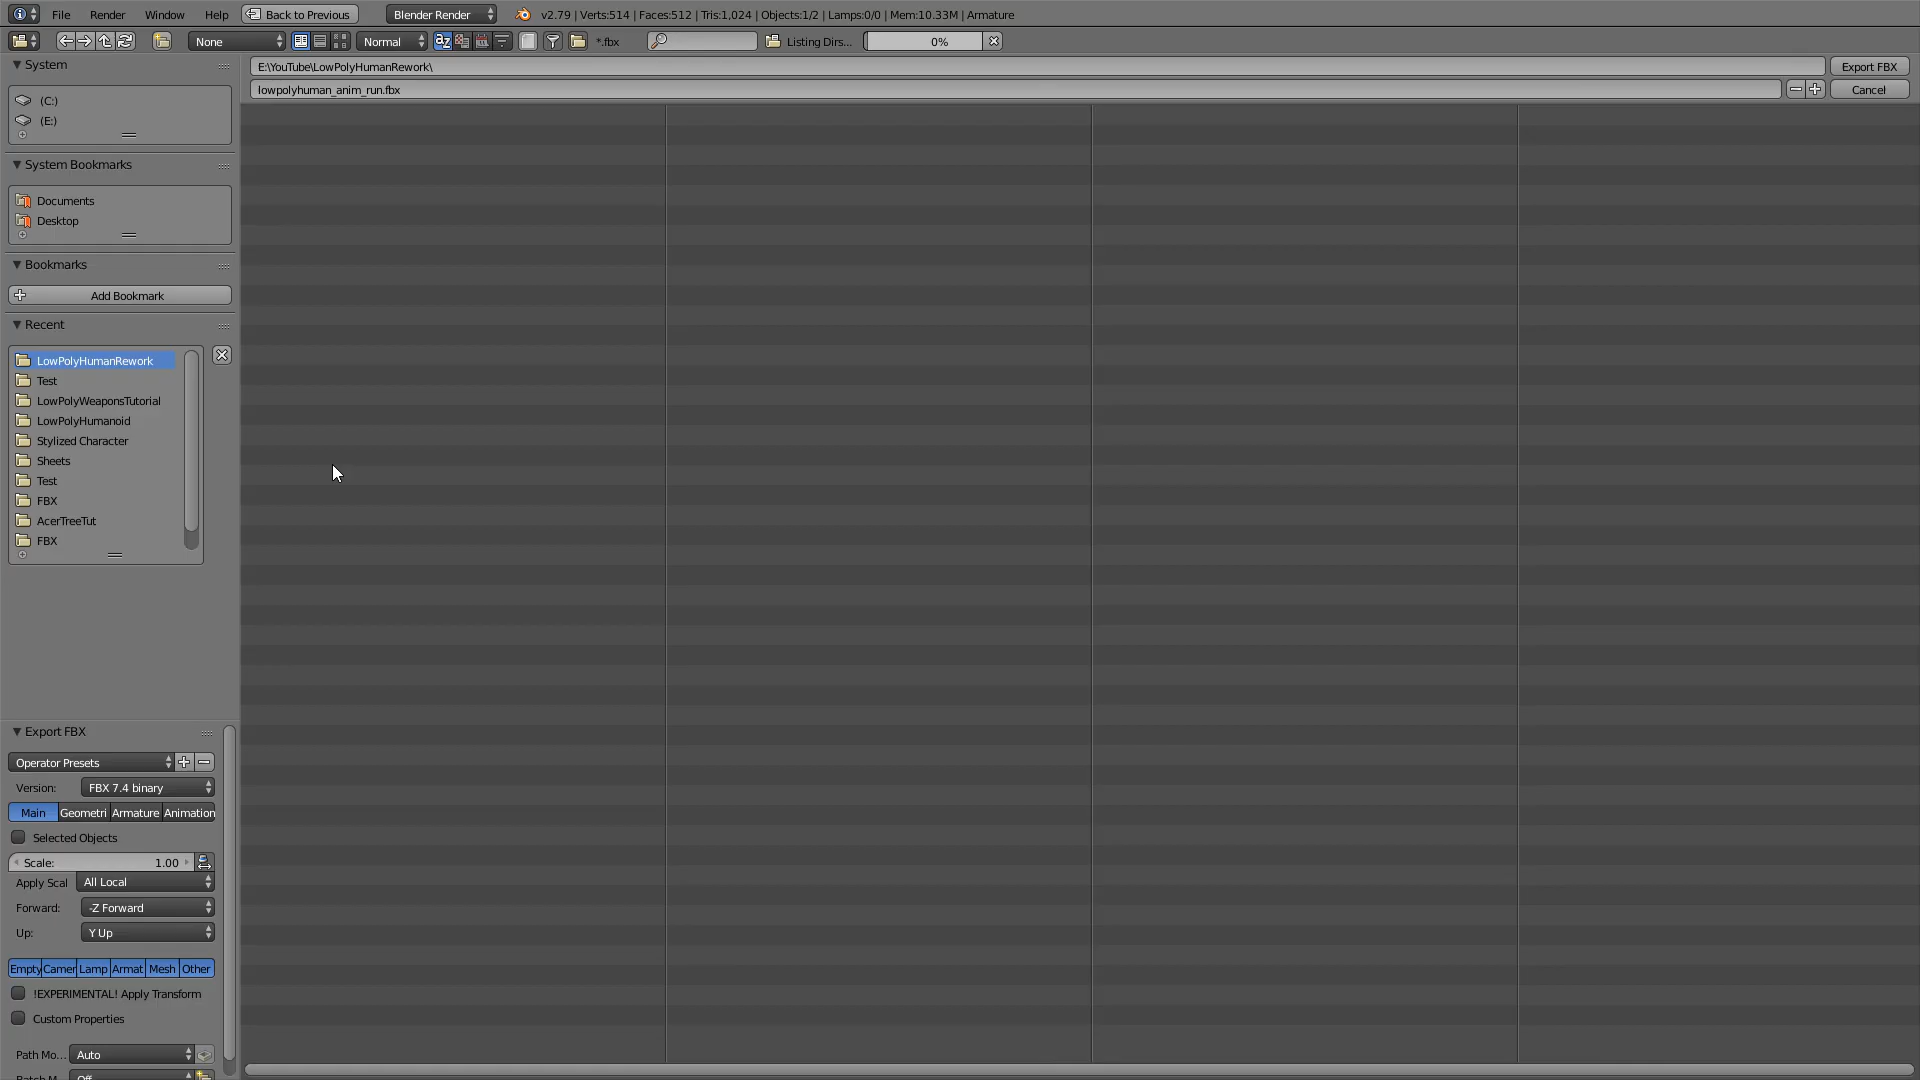 File Render Window Help Back to Previous Blender Render v2.79 | Verts:514 | Faces:512 | Tris:1,024 | Objects:1/2 | Lamps:0/0 | Mem:10.33M | Armature
None Normal *.fbx Listing Dirs... 0%
System
E:\YouTube\LowPolyHumanRework\ Export FBX
lowpolyhuman_anim_run.fbx Cancel
(C:)
(E:)
System Bookmarks
Documents
Desktop
Bookmarks
Add Bookmark
Recent
LowPolyHumanRework
Test
LowPolyWeaponsTutorial
LowPolyHumanoid
Stylized Character
Sheets
Test
FBX
AcerTreeTut
FBX
Export FBX
Operator Presets
Version: FBX 7.4 binary
Main Geometri Armature Animation
Selected Objects
Scale: 1.00
Apply Scal All Local
Forward: -Z Forward
Up: Y Up
Empty Camer Lamp Armat Mesh Other
!EXPERIMENTAL! Apply Transform
Custom Properties
Path Mo... Auto